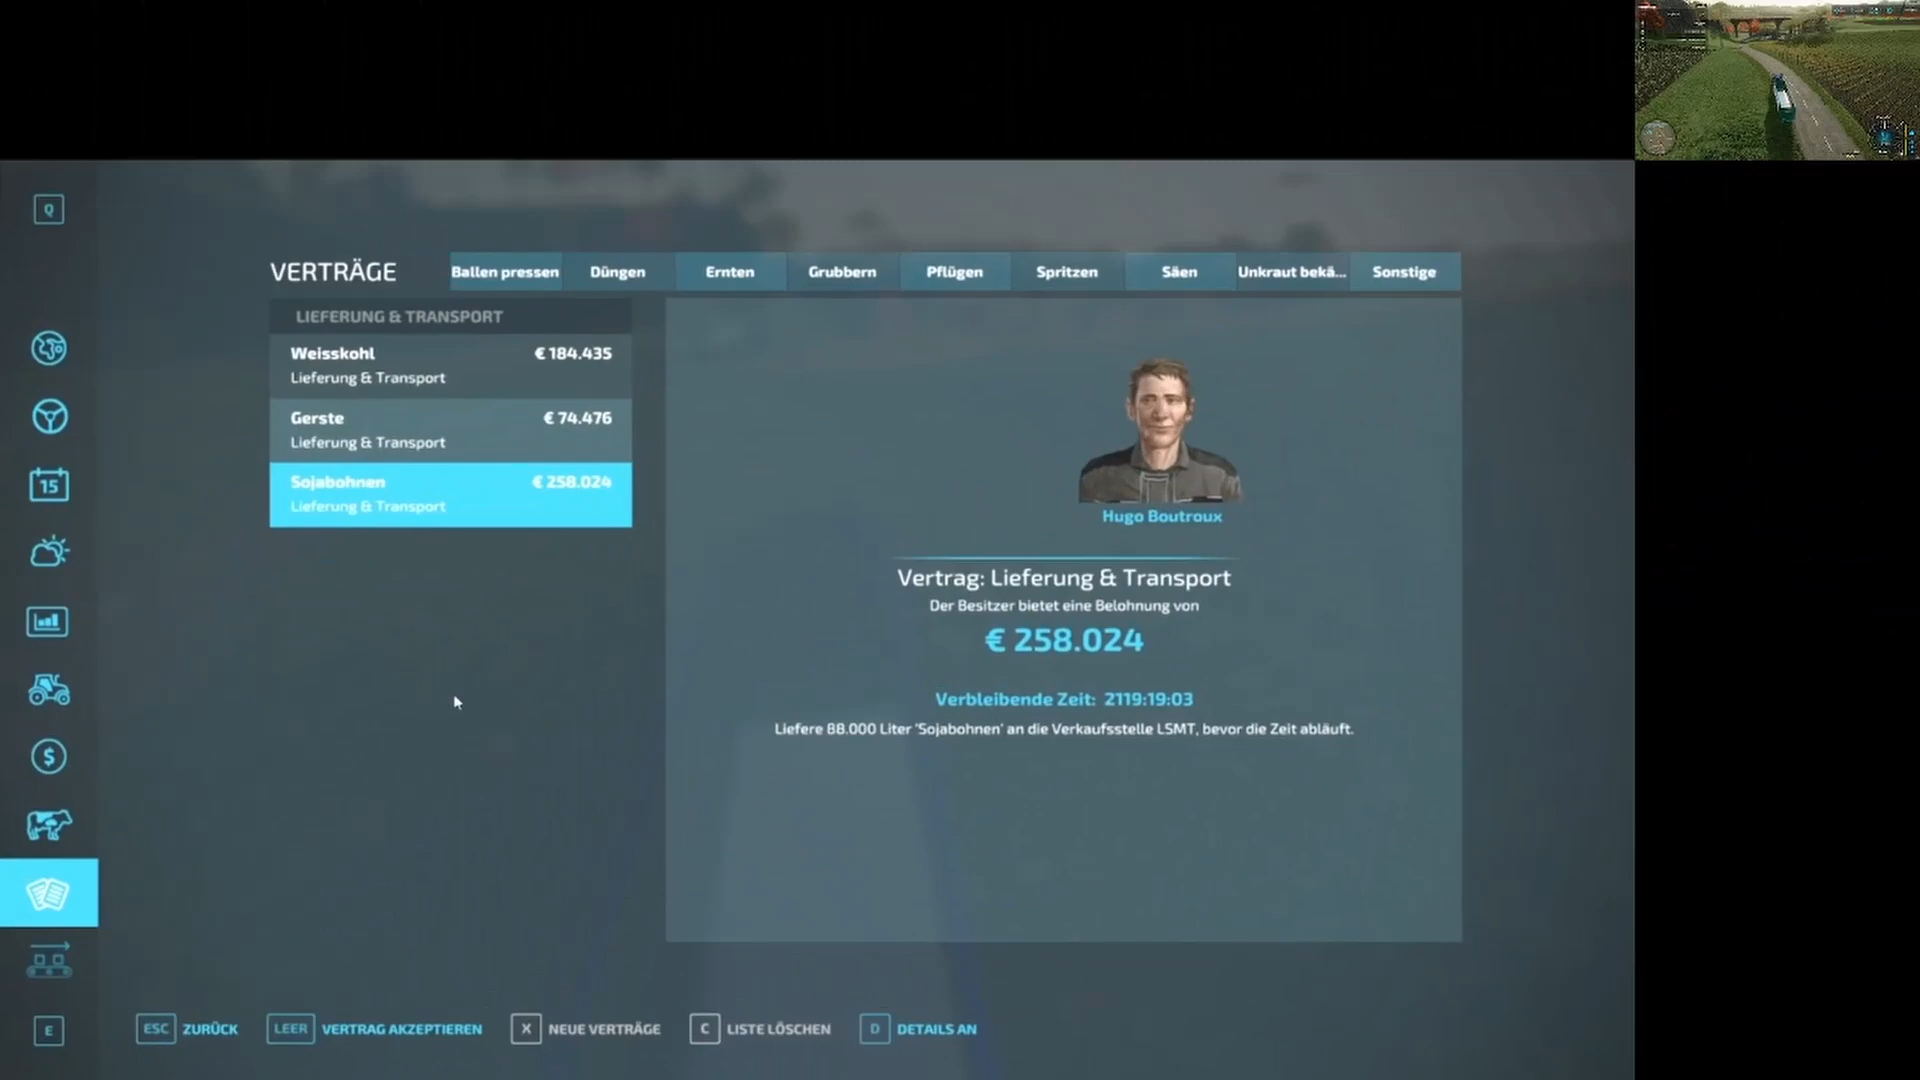 Q
VERTRÄGE
Ballen pressen
Düngen
Ernten
Grubbern
Pflügen
Spritzen
Säen
Unkraut bekä...
Sonstige
LIEFERUNG & TRANSPORT
Weisskohl € 184.435
Lieferung & Transport
Gerste € 74.476
Lieferung & Transport
Sojabohnen € 258.024
Lieferung & Transport
15
Hugo Boutroux
Vertrag: Lieferung & Transport
Der Besitzer bietet eine Belohnung von
€ 258.024
Verbleibende Zeit: 2119:19:03
Liefere 88.000 Liter 'Sojabohnen' an die Verkaufsstelle LSMT, bevor die Zeit abläuft.
$
E
ESC ZURÜCK
LEER VERTRAG AKZEPTIEREN
X NEUE VERTRÄGE
C LISTE LÖSCHEN
D DETAILS AN